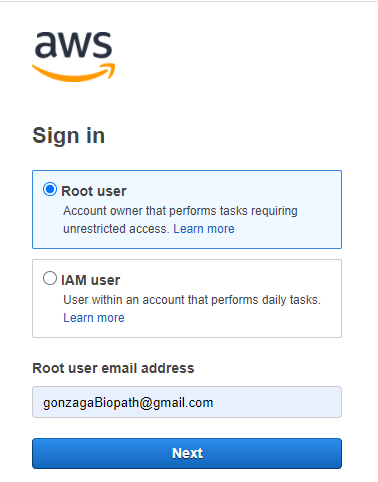 aws
Sign in
Root user
Account owner that performs tasks requiring
unrestricted access. Learn more
IAM user
User within an account that performs daily tasks.
Learn more
Root user email address
gonzagaBiopath@gmail.com
Next